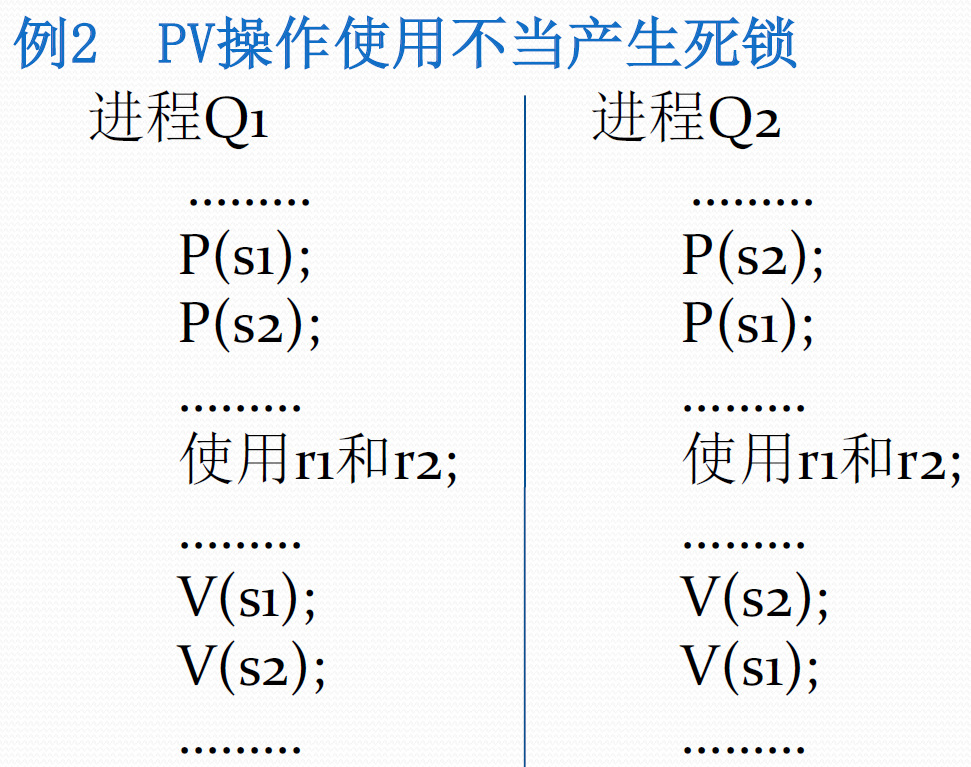 例2 PV操作使用不当产生死锁
进程Q1
.........
P(s1);
P(s2);
.........
使用r1和r2;
.........
V(s1);
V(s2);
.........
进程Q2
.........
P(s2);
P(s1);
.........
使用r1和r2;
.........
V(s2);
V(s1);
.........